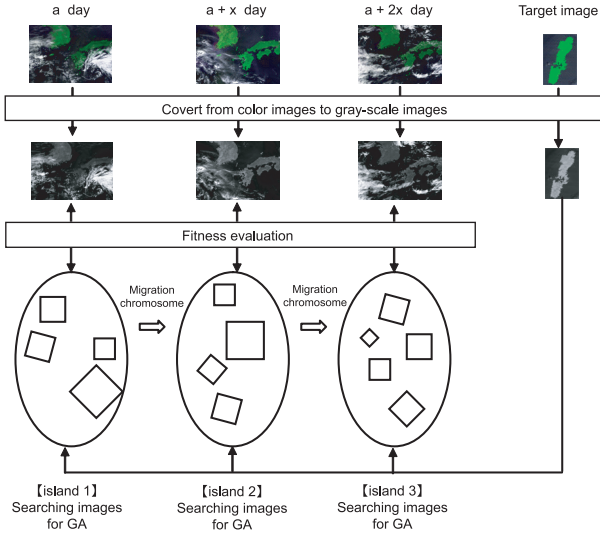 a day
a + x day
a + 2x day
Target image
Covert from color images to gray-scale images
Fitness evaluation
Migration
chromosome
Migration
chromosome
【island 1】
Searching images
for GA
【island 2】
Searching images
for GA
【island 3】
Searching images
for GA